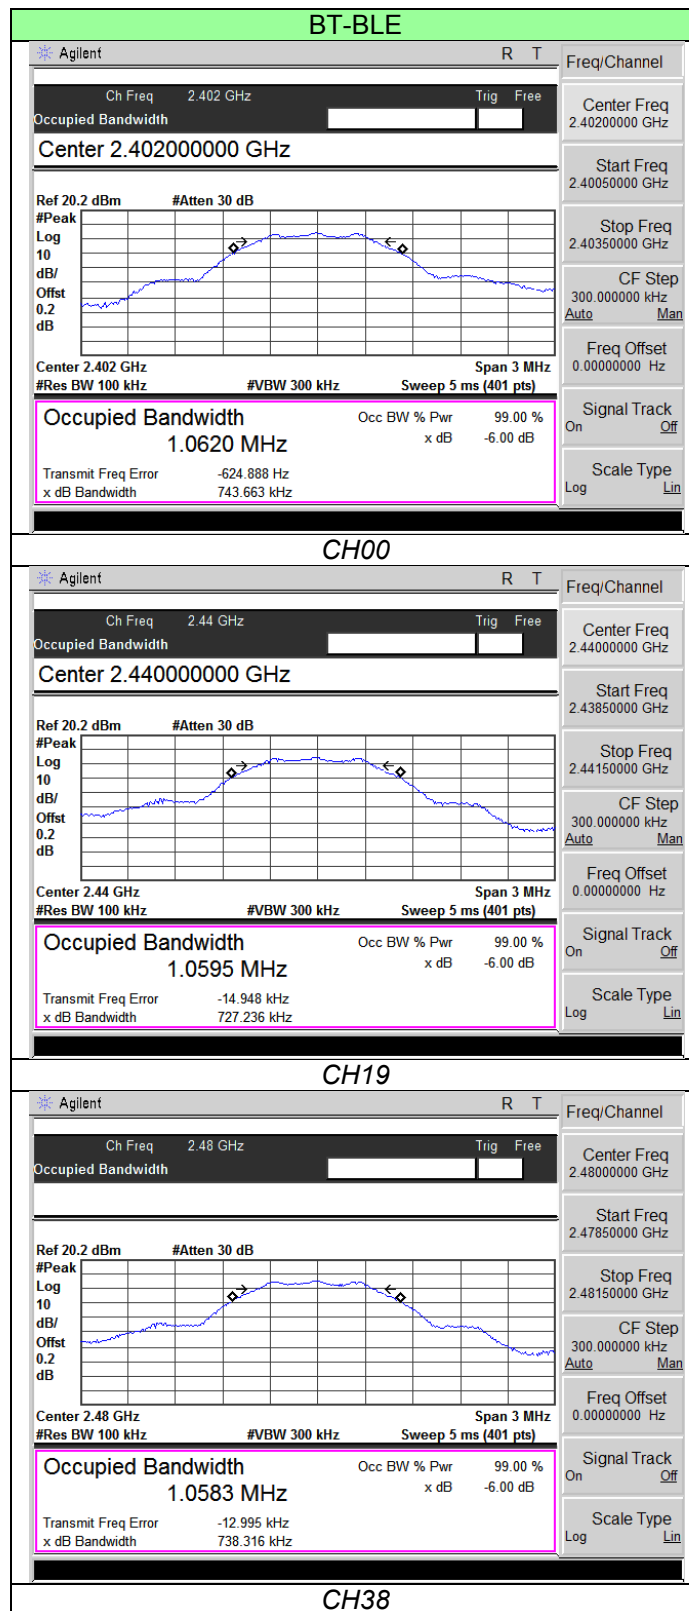 BT-BLE
Agilent R T
Freq/Channel
Ch Freq 2.402 GHz Trig Free
Occupied Bandwidth
Center 2.402000000 GHz
Center Freq
2.40200000 GHz
Start Freq
2.40050000 GHz
Stop Freq
2.40350000 GHz
CF Step
300.000000 kHz
Auto Man
Freq Offset
0.00000000 Hz
Signal Track
On Off
Scale Type
Log Lin
Ref 20.2 dBm #Atten 30 dB
#Peak
Log
10
dB/
Offst
0.2
dB
Center 2.402 GHz Span 3 MHz
#Res BW 100 kHz #VBW 300 kHz Sweep 5 ms (401 pts)
Occupied Bandwidth Occ BW % Pwr 99.00 %
1.0620 MHz x dB -6.00 dB
Transmit Freq Error -624.888 Hz
x dB Bandwidth 743.663 kHz
CH00
Agilent R T
Freq/Channel
Ch Freq 2.44 GHz Trig Free
Occupied Bandwidth
Center 2.440000000 GHz
Center Freq
2.44000000 GHz
Start Freq
2.43850000 GHz
Stop Freq
2.44150000 GHz
CF Step
300.000000 kHz
Auto Man
Freq Offset
0.00000000 Hz
Signal Track
On Off
Scale Type
Log Lin
Ref 20.2 dBm #Atten 30 dB
#Peak
Log
10
dB/
Offst
0.2
dB
Center 2.44 GHz Span 3 MHz
#Res BW 100 kHz #VBW 300 kHz Sweep 5 ms (401 pts)
Occupied Bandwidth Occ BW % Pwr 99.00 %
1.0595 MHz x dB -6.00 dB
Transmit Freq Error -14.948 kHz
x dB Bandwidth 727.236 kHz
CH19
Agilent R T
Freq/Channel
Ch Freq 2.48 GHz Trig Free
Occupied Bandwidth
Center Freq
2.48000000 GHz
Start Freq
2.47850000 GHz
Stop Freq
2.48150000 GHz
CF Step
300.000000 kHz
Auto Man
Freq Offset
0.00000000 Hz
Signal Track
On Off
Scale Type
Log Lin
Ref 20.2 dBm #Atten 30 dB
#Peak
Log
10
dB/
Offst
0.2
dB
Center 2.48 GHz Span 3 MHz
#Res BW 100 kHz #VBW 300 kHz Sweep 5 ms (401 pts)
Occupied Bandwidth Occ BW % Pwr 99.00 %
1.0583 MHz x dB -6.00 dB
Transmit Freq Error -12.995 kHz
x dB Bandwidth 738.316 kHz
CH38